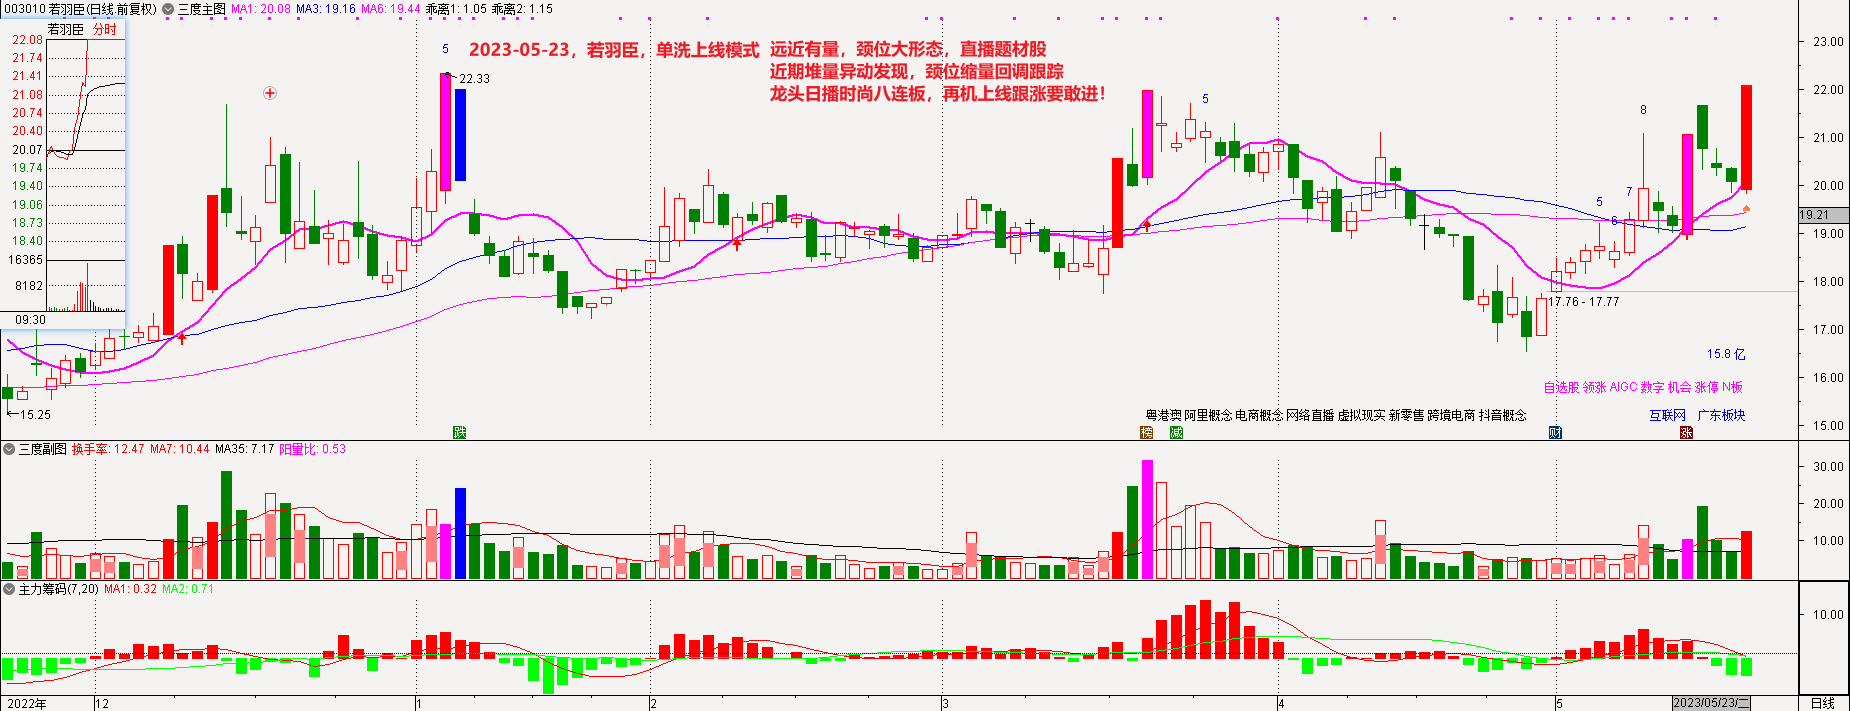 003010 若羽臣(日线.前复权) 三度主图 MA1: 20.08 MA3: 19.16 MA6: 19.44 乖离1: 1.05 乖离2: 1.15
若羽臣 分时
22.08
21.74
21.41
21.08
20.74
20.40
20.07
19.74
19.40
19.06
18.73
18.40
16365
8182
09:30
2023-05-23，若羽臣，单洗上线模式 远近有量，颈位大形态，直播题材股
近期堆量异动发现，颈位缩量回调跟踪
龙头日播时尚八连板，再机上线跟涨要敢进！
5
22.33
5
8
5
7
6
23.00
22.00
21.00
20.00
19.21
19.00
18.00
17.00
16.00
15.00
17.76 - 17.77
15.8 亿
自选股 领涨 AIGC 数字 机会 涨停 N板
15.25
粤港澳 阿里概念 电商概念 网络直播 虚拟现实 新零售 跨境电商 抖音概念 互联网 广东板块
跌 榜 减 财 涨
三度副图 换手率: 12.47 MA7: 10.44 MA35: 7.17 阳量比: 0.53
30.00
20.00
10.00
主力筹码(7,20) MA1: 0.32 MA2: 0.71
10.00
2022年 12 1 2 3 4 5 2023/05/23/二 日线